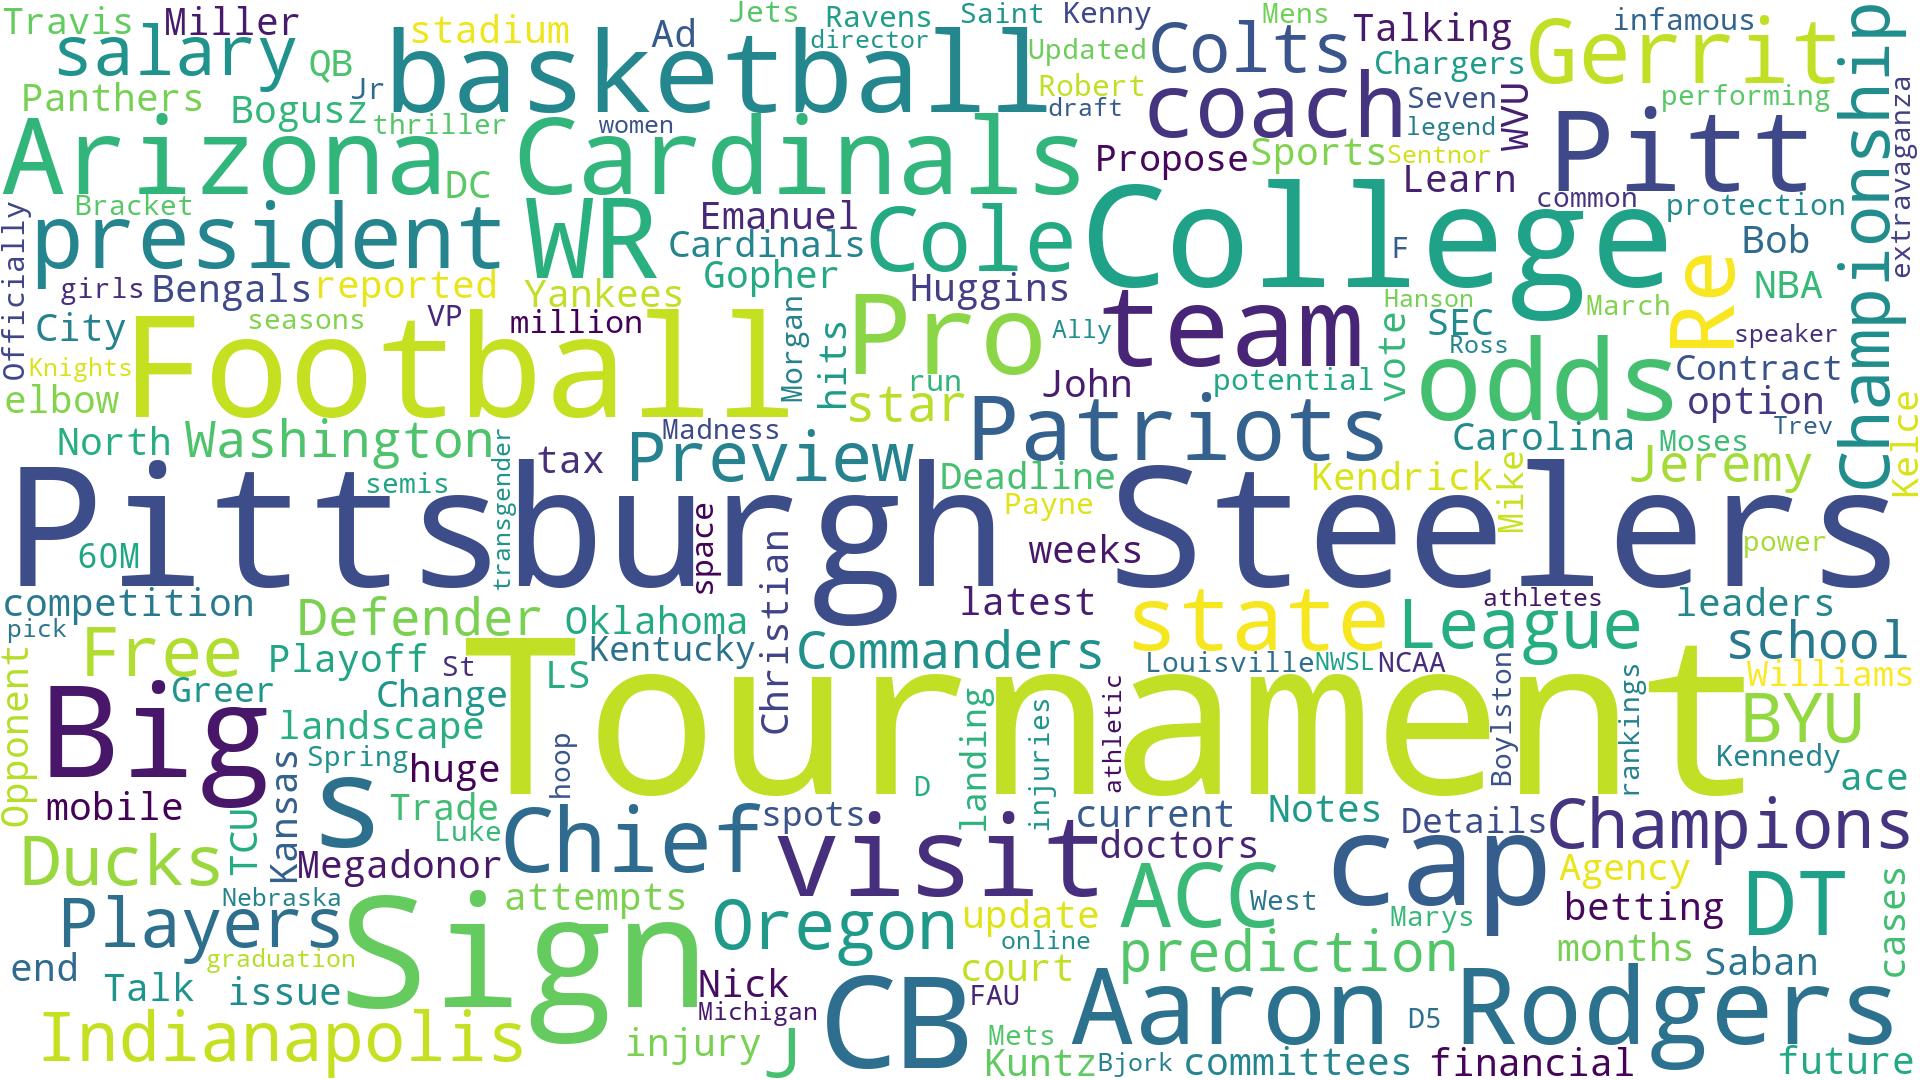 Travis
Miller
stadium
Ad
Jets
Ravens
Saint
Kenny
Mens
Talking
infamous
salary
QB
basketball
director
Updated
Colts
Chargers
Gerrit
Championship
Panthers
Jr
Bogusz
thriller
women
Robert
draft
coach
Seven
legend
WVU
performing
extravaganza
Arizona
DC
Cardinals
Propose
Sports
Sentnor
Learn
Pitt
Bracket
president
WR
Emanuel
Cardinals
Gopher
Cole
College
F
common
protection
Bob
NBA
Officially
girls
Bengals
reported
Yankees
Huggins
Hanson
March
Re
speaker
City
seasons
VP
million
Morgan
hits
Pro
Ally
team
vote
SEC
Ross
Contract
Knights
elbow
Football
run
star
John
potential
odds
option
Trev
Kelce
North
Washington
Madness
Preview
Patriots
Carolina
Moses
Jeremy
semis
transgender
tax
Deadline
Payne
Kendrick
Mike
Pittsburgh Steelers
60M
space
weeks
power
competition
pick
Defender
Oklahoma
Christian
latest
state
athletes
League
leaders
school
Free
Playoff
St
LS
Kentucky
Commanders
Louisville
NWSL
NCAA
Williams
Opponent
Big
Greer
Change
landscape
Tournament
landing
injuries
athletic
Boylston
rankings
BYU
Kennedy
mobile
Kansas
Spring
huge
hoop
D
ace
s
Trade
Luke
Chief
spots
visit
current
Notes
Details
Champions
Ducks
TCU
Megadonor
doctors
cap
Agency
Nebraska
attempts
ACC
West
Marys
betting
DT
cases
Players
Sign
Oregon
update
online
prediction
months
end
graduation
court
Saban
Talk
issue
Nick
Michigan
CB
FAU
Aaron
D5
Rodgers
Indianapolis
injury
J
Mets
Kuntz
Bjork
committees
financial
future